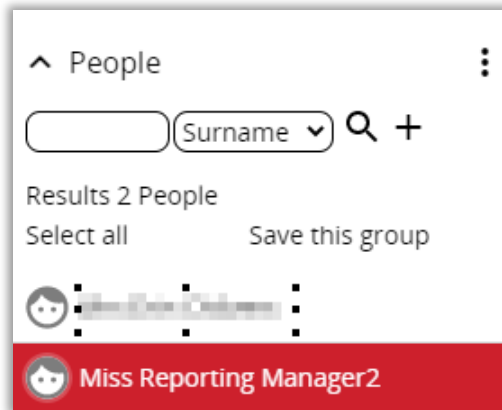 People
Surname
Results 2 People
Select all Save this group
Miss Reporting Manager2